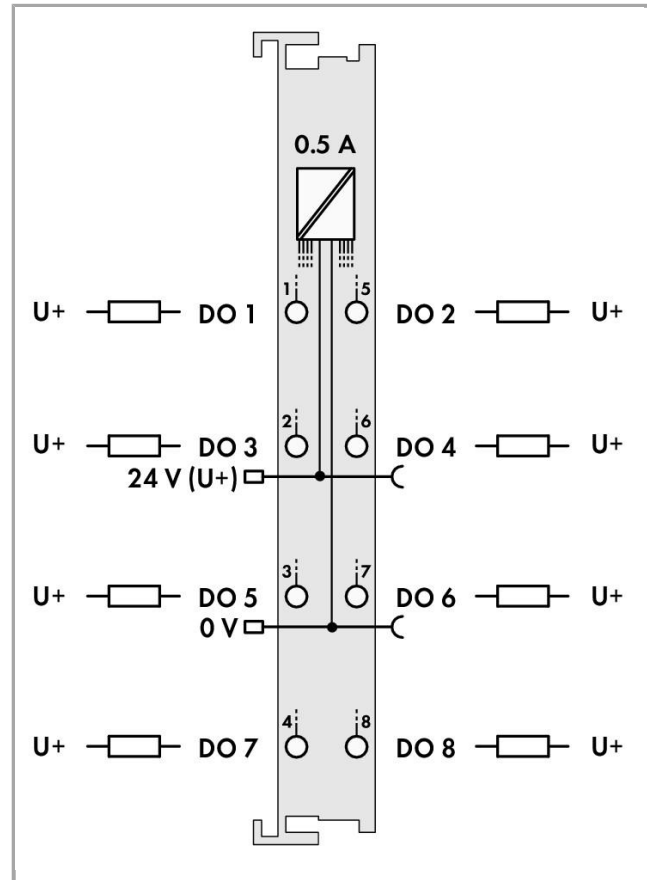 0.5 A
1 5
U+ DO 1 DO 2 U+
2 6
U+ DO 3 DO 4 U+
24 V (U+)
3 7
U+ DO 5 DO 6 U+
0 V
4 8
U+ DO 7 DO 8 U+